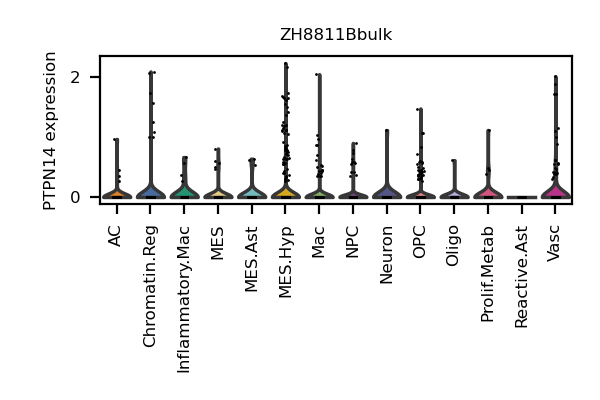 ZH8811Bbulk
PTPN14 expression
2
0
AC
Chromatin.Reg
Inflammatory.Mac
MES
MES.Ast
MES.Hyp
Mac
NPC
Neuron
OPC
Oligo
Prolif.Metab
Reactive.Ast
Vasc